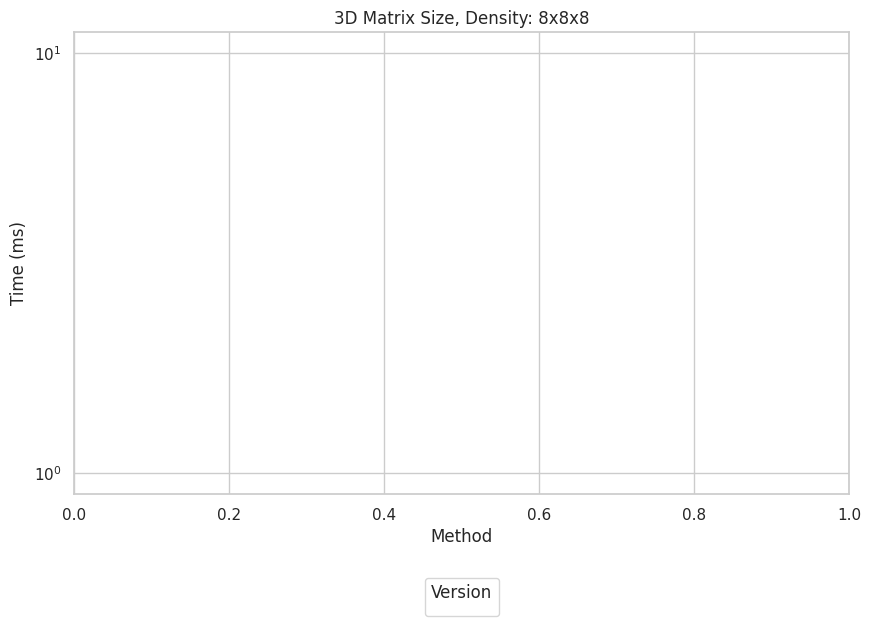 3D Matrix Size, Density: 8x8x8
10¹
Time (ms)
10⁰
0.0 0.2 0.4 0.6 0.8 1.0
Method
Version